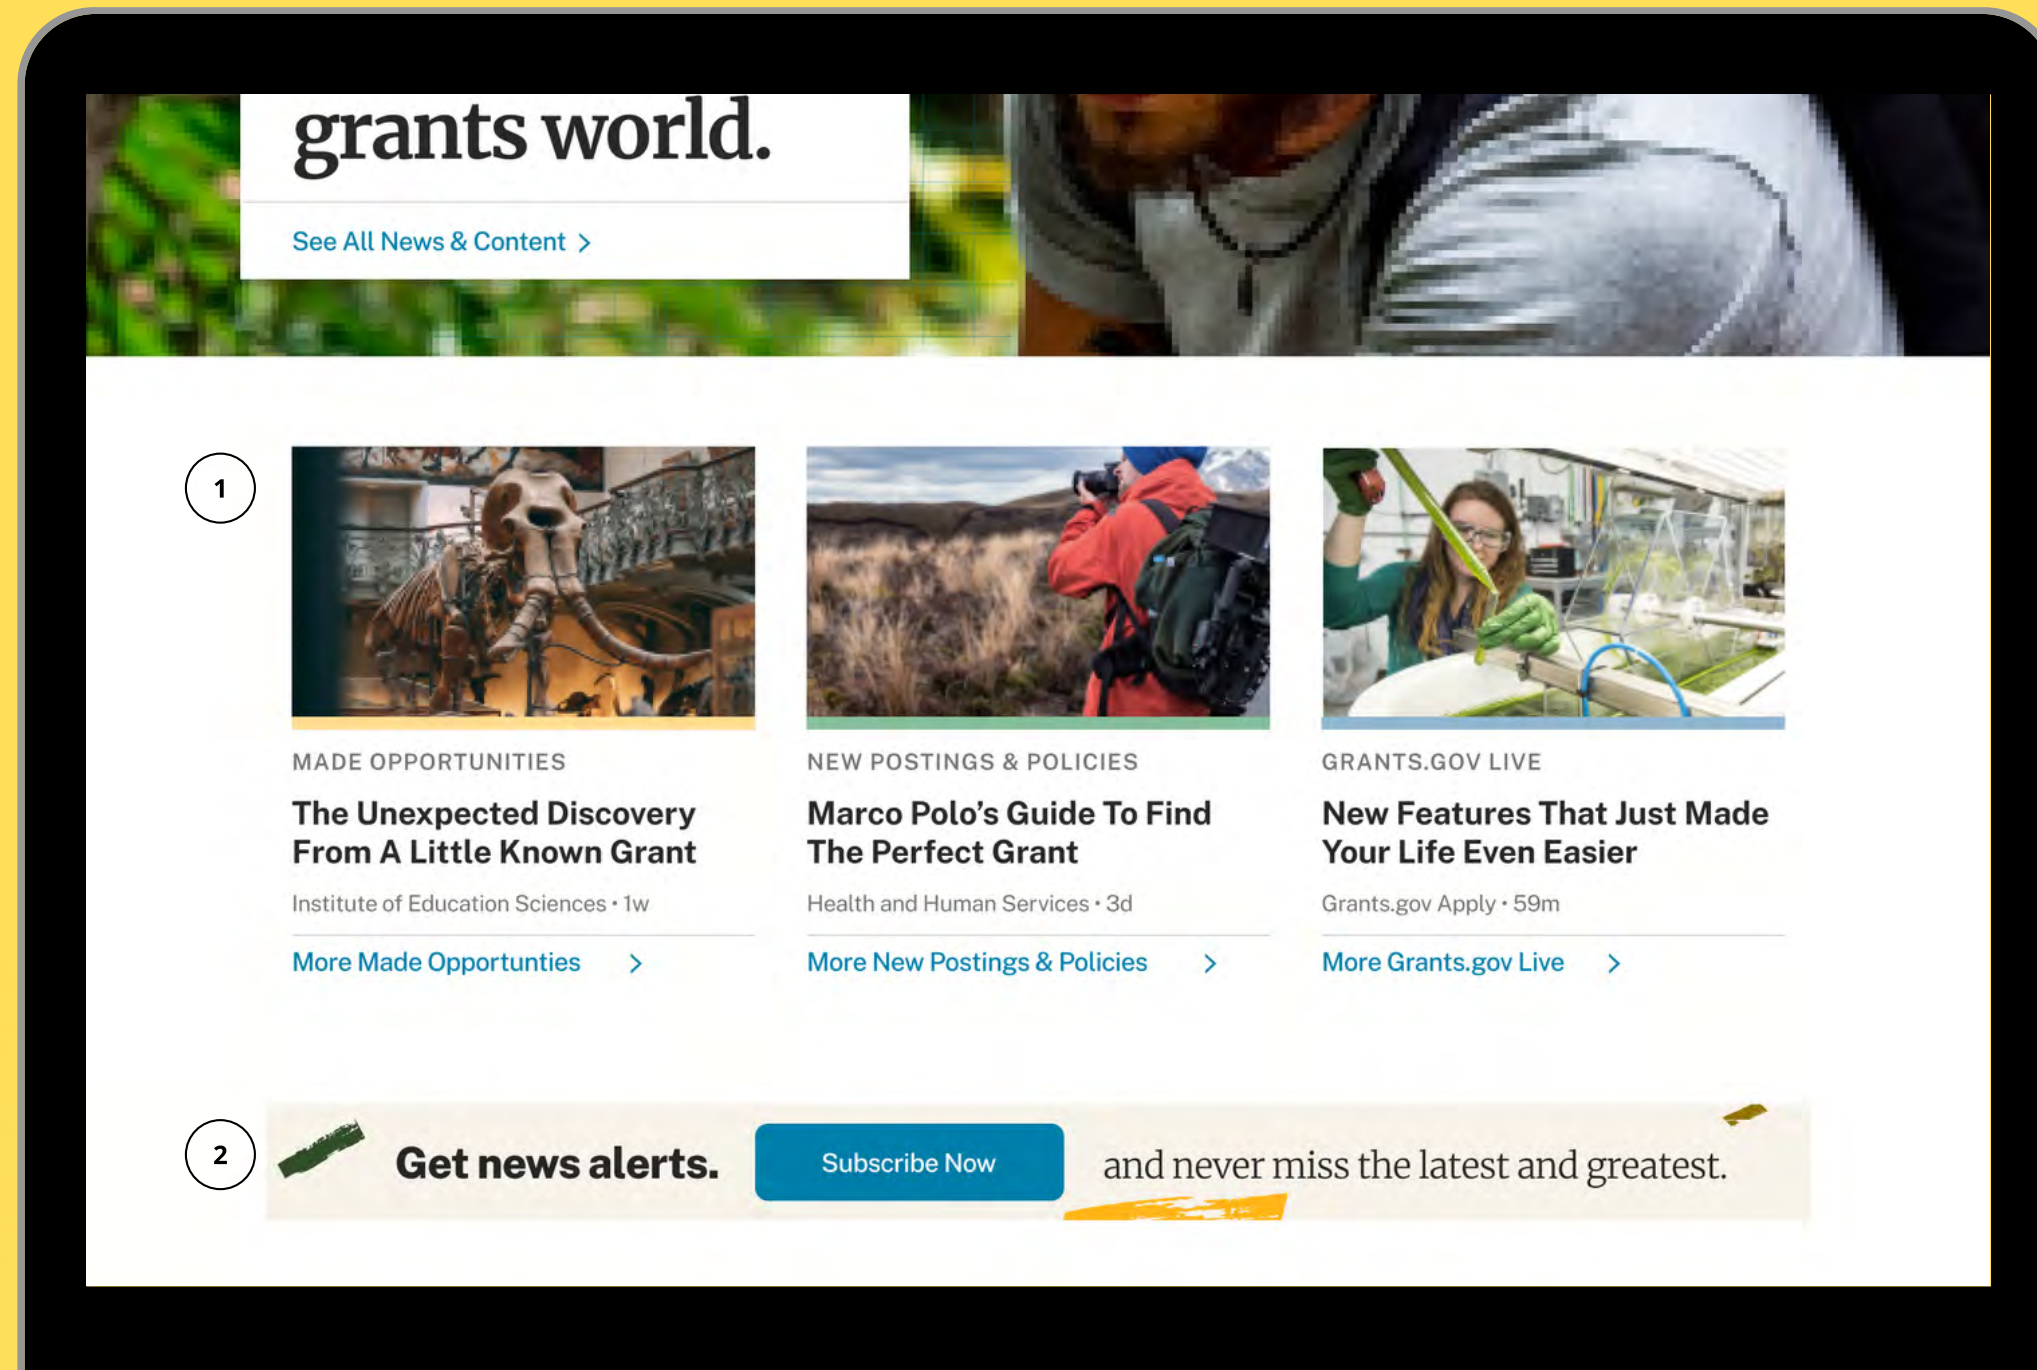 grants world.
See All News & Content >
1
MADE OPPORTUNITIES
The Unexpected Discovery
From A Little Known Grant
Institute of Education Sciences • 1w
More Made Opportunties >
NEW POSTINGS & POLICIES
Marco Polo’s Guide To Find
The Perfect Grant
Health and Human Services • 3d
More New Postings & Policies >
GRANTS.GOV LIVE
New Features That Just Made
Your Life Even Easier
Grants.gov Apply • 59m
More Grants.gov Live >
2
Get news alerts. Subscribe Now and never miss the latest and greatest.